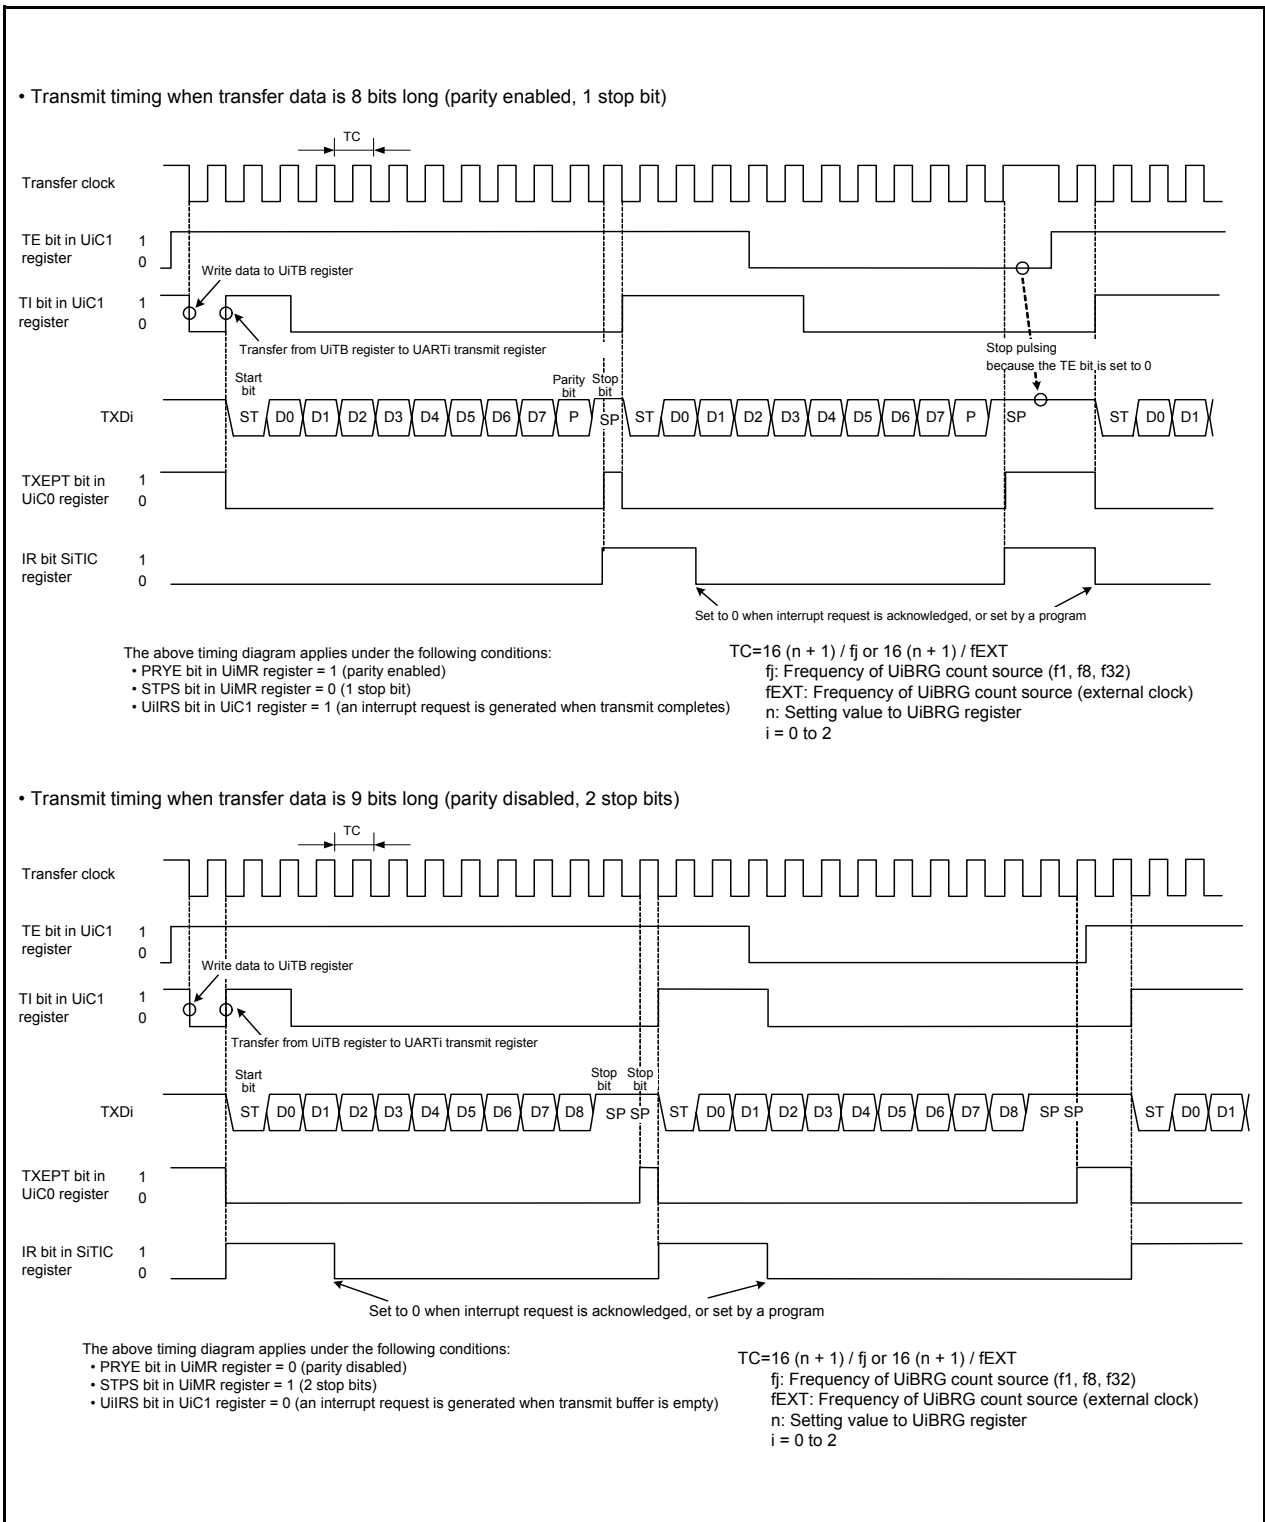 • Transmit timing when transfer data is 8 bits long (parity enabled, 1 stop bit)
TC
Transfer clock
TE bit in UiC1
register
1
0
Write data to UiTB register
TI bit in UiC1
register
1
0
Transfer from UiTB register to UARTi transmit register
Stop pulsing
because the TE bit is set to 0
Start
bit
Parity
bit
Stop
bit
TXDi
ST D0 D1 D2 D3 D4 D5 D6 D7 P SP ST D0 D1 D2 D3 D4 D5 D6 D7 P SP ST D0 D1
TXEPT bit in
UiC0 register
1
0
IR bit SiTIC
register
1
0
Set to 0 when interrupt request is acknowledged, or set by a program
The above timing diagram applies under the following conditions:
• PRYE bit in UiMR register = 1 (parity enabled)
• STPS bit in UiMR register = 0 (1 stop bit)
• UiIRS bit in UiC1 register = 1 (an interrupt request is generated when transmit completes)
TC=16 (n + 1) / fj or 16 (n + 1) / fEXT
fj: Frequency of UiBRG count source (f1, f8, f32)
fEXT: Frequency of UiBRG count source (external clock)
n: Setting value to UiBRG register
i = 0 to 2
• Transmit timing when transfer data is 9 bits long (parity disabled, 2 stop bits)
TC
Transfer clock
TE bit in UiC1
register
1
0
Write data to UiTB register
TI bit in UiC1
register
1
0
Transfer from UiTB register to UARTi transmit register
Start
bit
Stop
bit
Stop
bit
TXDi
ST D0 D1 D2 D3 D4 D5 D6 D7 D8 SP SP ST D0 D1 D2 D3 D4 D5 D6 D7 D8 SP SP ST D0 D1
TXEPT bit in
UiC0 register
1
0
IR bit in SiTIC
register
1
0
Set to 0 when interrupt request is acknowledged, or set by a program
The above timing diagram applies under the following conditions:
• PRYE bit in UiMR register = 0 (parity disabled)
• STPS bit in UiMR register = 1 (2 stop bits)
• UiIRS bit in UiC1 register = 0 (an interrupt request is generated when transmit buffer is empty)
TC=16 (n + 1) / fj or 16 (n + 1) / fEXT
fj: Frequency of UiBRG count source (f1, f8, f32)
fEXT: Frequency of UiBRG count source (external clock)
n: Setting value to UiBRG register
i = 0 to 2